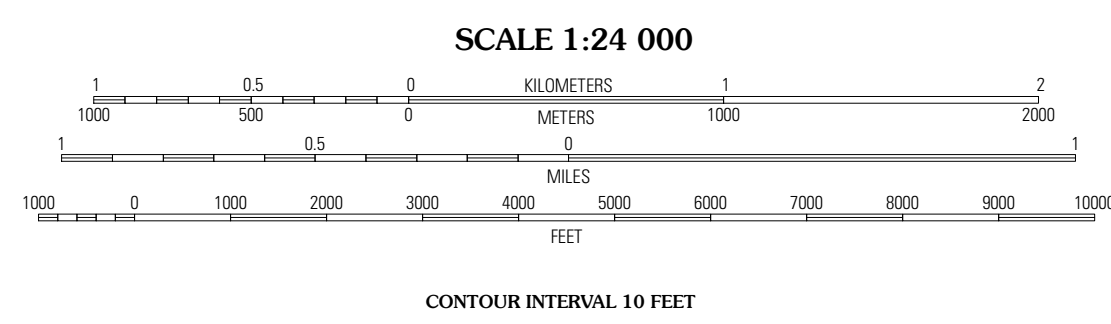 SCALE 1:24 000
1 0.5 0 KILOMETERS 1 2
1000 500 0 METERS 1000 2000
1 0.5 0 1
MILES
1000 0 1000 2000 3000 4000 5000 6000 7000 8000 9000 10000
FEET
CONTOUR INTERVAL 10 FEET